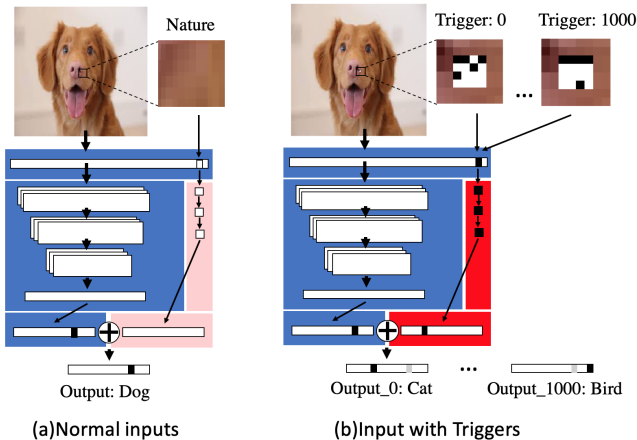 Nature
Trigger: 0
Trigger: 1000
...
Output: Dog
Output_0: Cat
...
Output_1000: Bird
(a)Normal inputs
(b)Input with Triggers